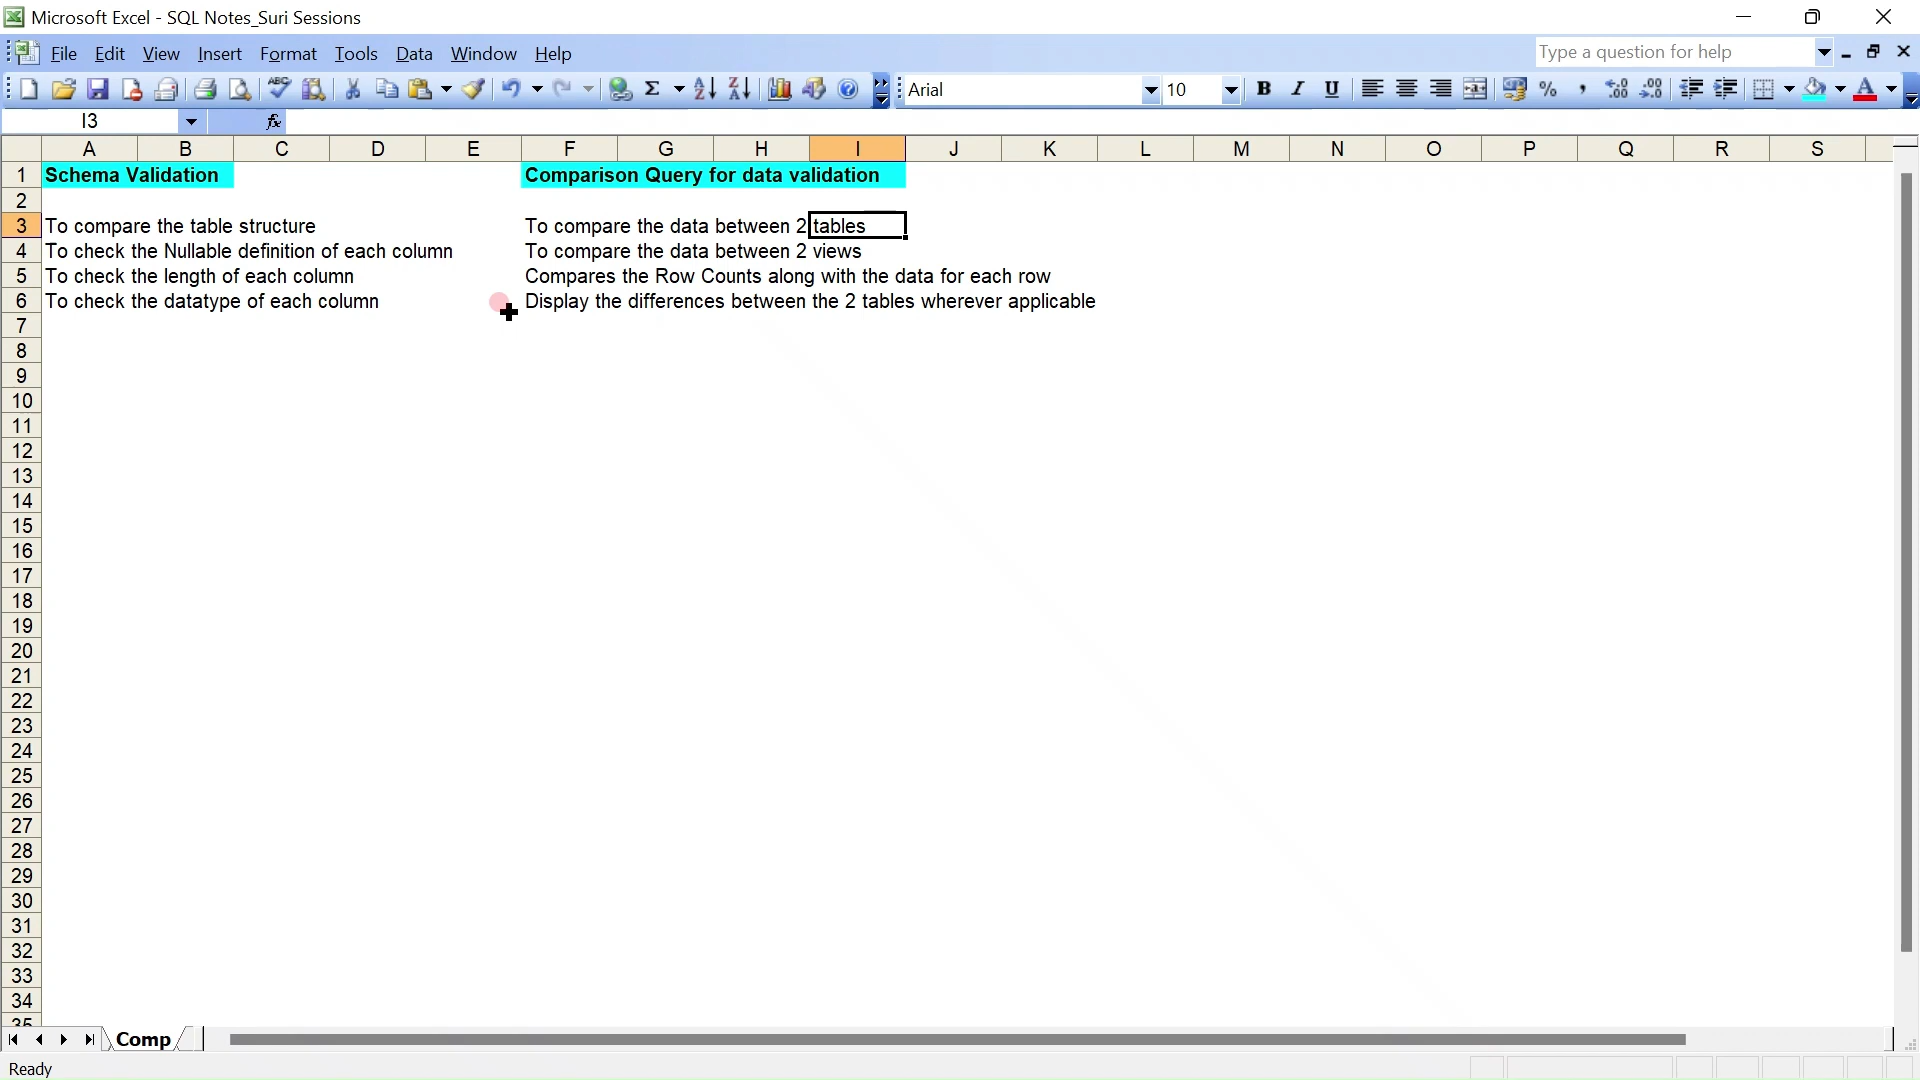 Microsoft Excel - SQL Notes_Suri Sessions
File Edit View Insert Format Tools Data Window Help Type a question for help
Arial 10 B I U
I3 fx
A B C D E F G H I J K L M N O P Q R S
1 Schema Validation Comparison Query for data validation
2
3 To compare the table structure To compare the data between 2 tables
4 To check the Nullable definition of each column To compare the data between 2 views
5 To check the length of each column Compares the Row Counts along with the data for each row
6 To check the datatype of each column Display the differences between the 2 tables wherever applicable
7
8
9
10
11
12
13
14
15
16
17
18
19
20
21
22
23
24
25
26
27
28
29
30
31
32
33
34
35
Comp
Ready